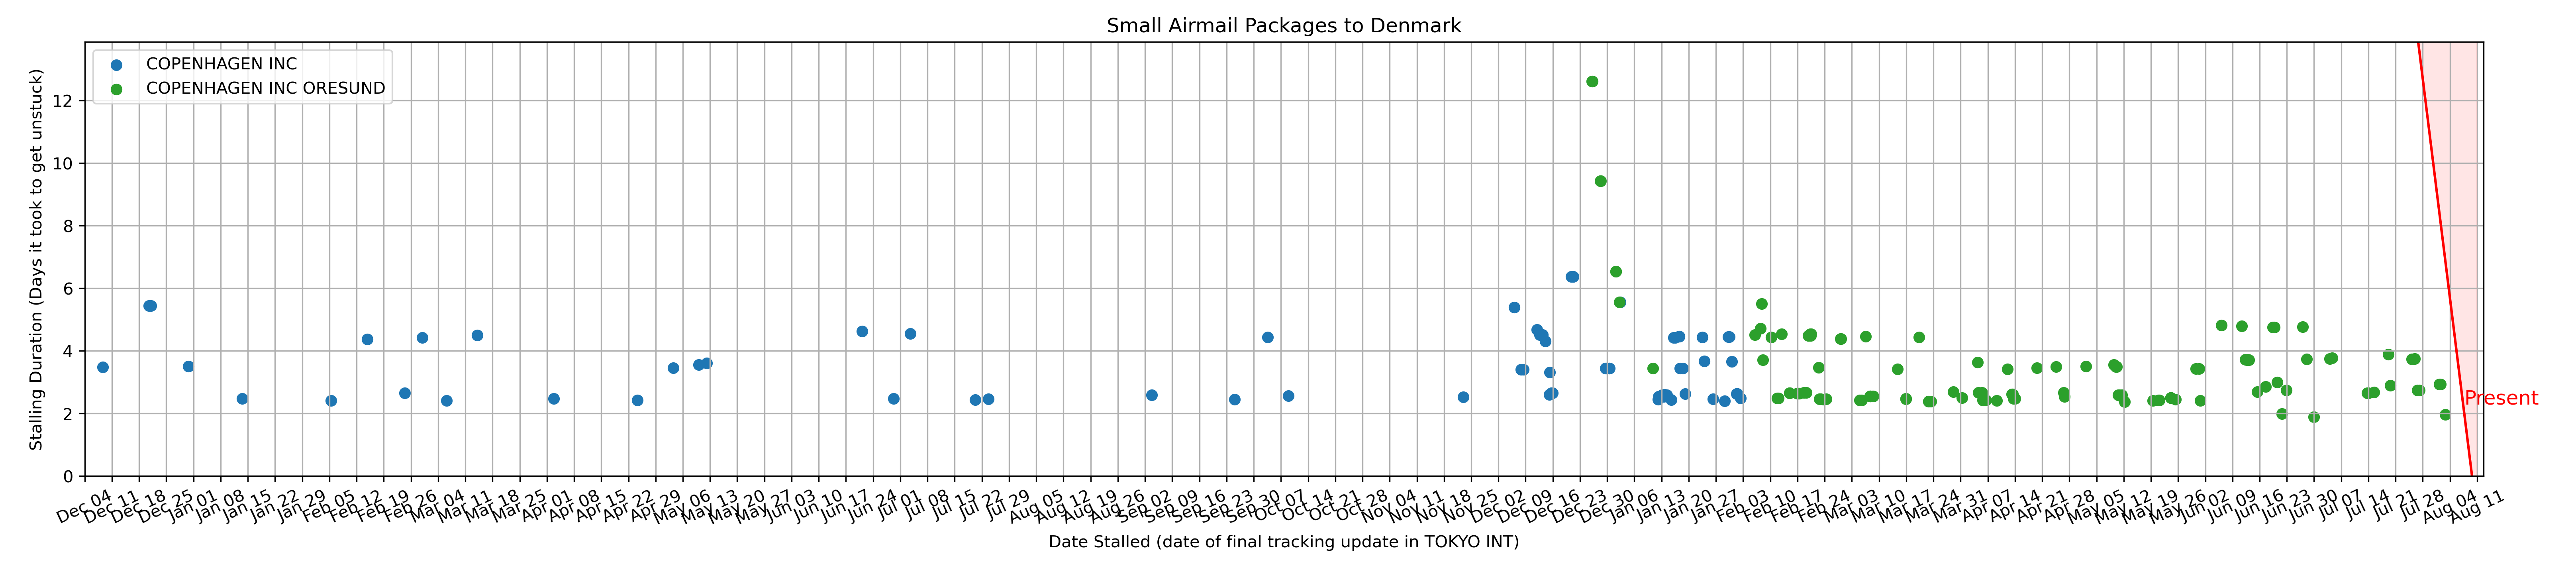 Small Airmail Packages to Denmark
COPENHAGEN INC
COPENHAGEN INC ORESUND
Stalling Duration (Days it took to get unstuck)
12
10
8
6
4
2
0
Present
Dec 04
Dec 11
Dec 18
Dec 25
Jan 01
Jan 08
Jan 15
Jan 22
Jan 29
Feb 05
Feb 12
Feb 19
Feb 26
Mar 04
Mar 11
Mar 18
Mar 25
Apr 01
Apr 08
Apr 15
Apr 22
Apr 29
May 06
May 13
May 20
May 27
Jun 03
Jun 10
Jun 17
Jun 24
Jul 01
Jul 08
Jul 15
Jul 22
Jul 29
Aug 05
Aug 12
Aug 19
Aug 26
Sep 02
Sep 09
Sep 16
Sep 23
Sep 30
Oct 07
Oct 14
Oct 21
Oct 28
Nov 04
Nov 11
Nov 18
Nov 25
Dec 02
Dec 09
Dec 16
Dec 23
Dec 30
Jan 06
Jan 13
Jan 20
Jan 27
Feb 03
Feb 10
Feb 17
Feb 24
Mar 03
Mar 10
Mar 17
Mar 24
Mar 31
Apr 07
Apr 14
Apr 21
Apr 28
May 05
May 12
May 19
May 26
Jun 02
Jun 09
Jun 16
Jun 23
Jun 30
Jul 07
Jul 14
Jul 21
Jul 28
Aug 04
Aug 11
Date Stalled (date of final tracking update in TOKYO INT)